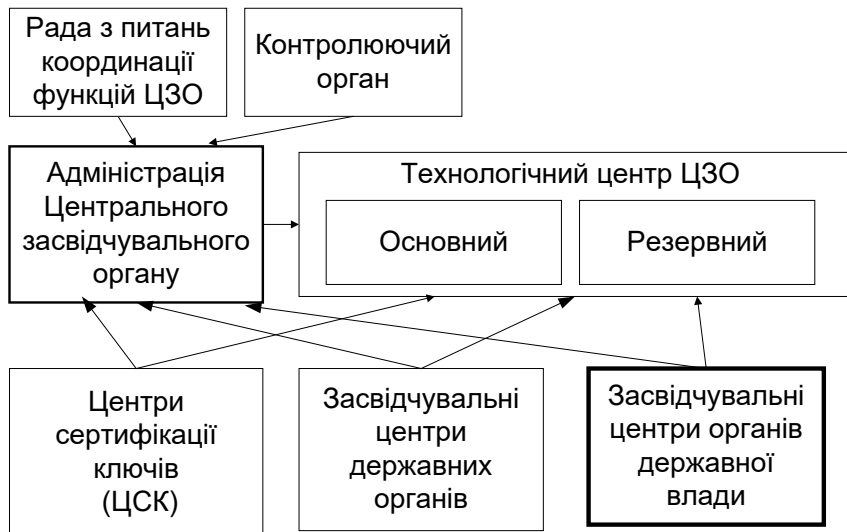 Рада з питань
координації
функцій ЦЗО
Контролюючий
орган
Адміністрація
Центрального
засвідчувального
органу
Технологічний центр ЦЗО
Основний
Резервний
Центри
сертифікації
ключів
(ЦСК)
Засвідчувальні
центри
державних
органів
Засвідчувальні
центри органів
державної
влади